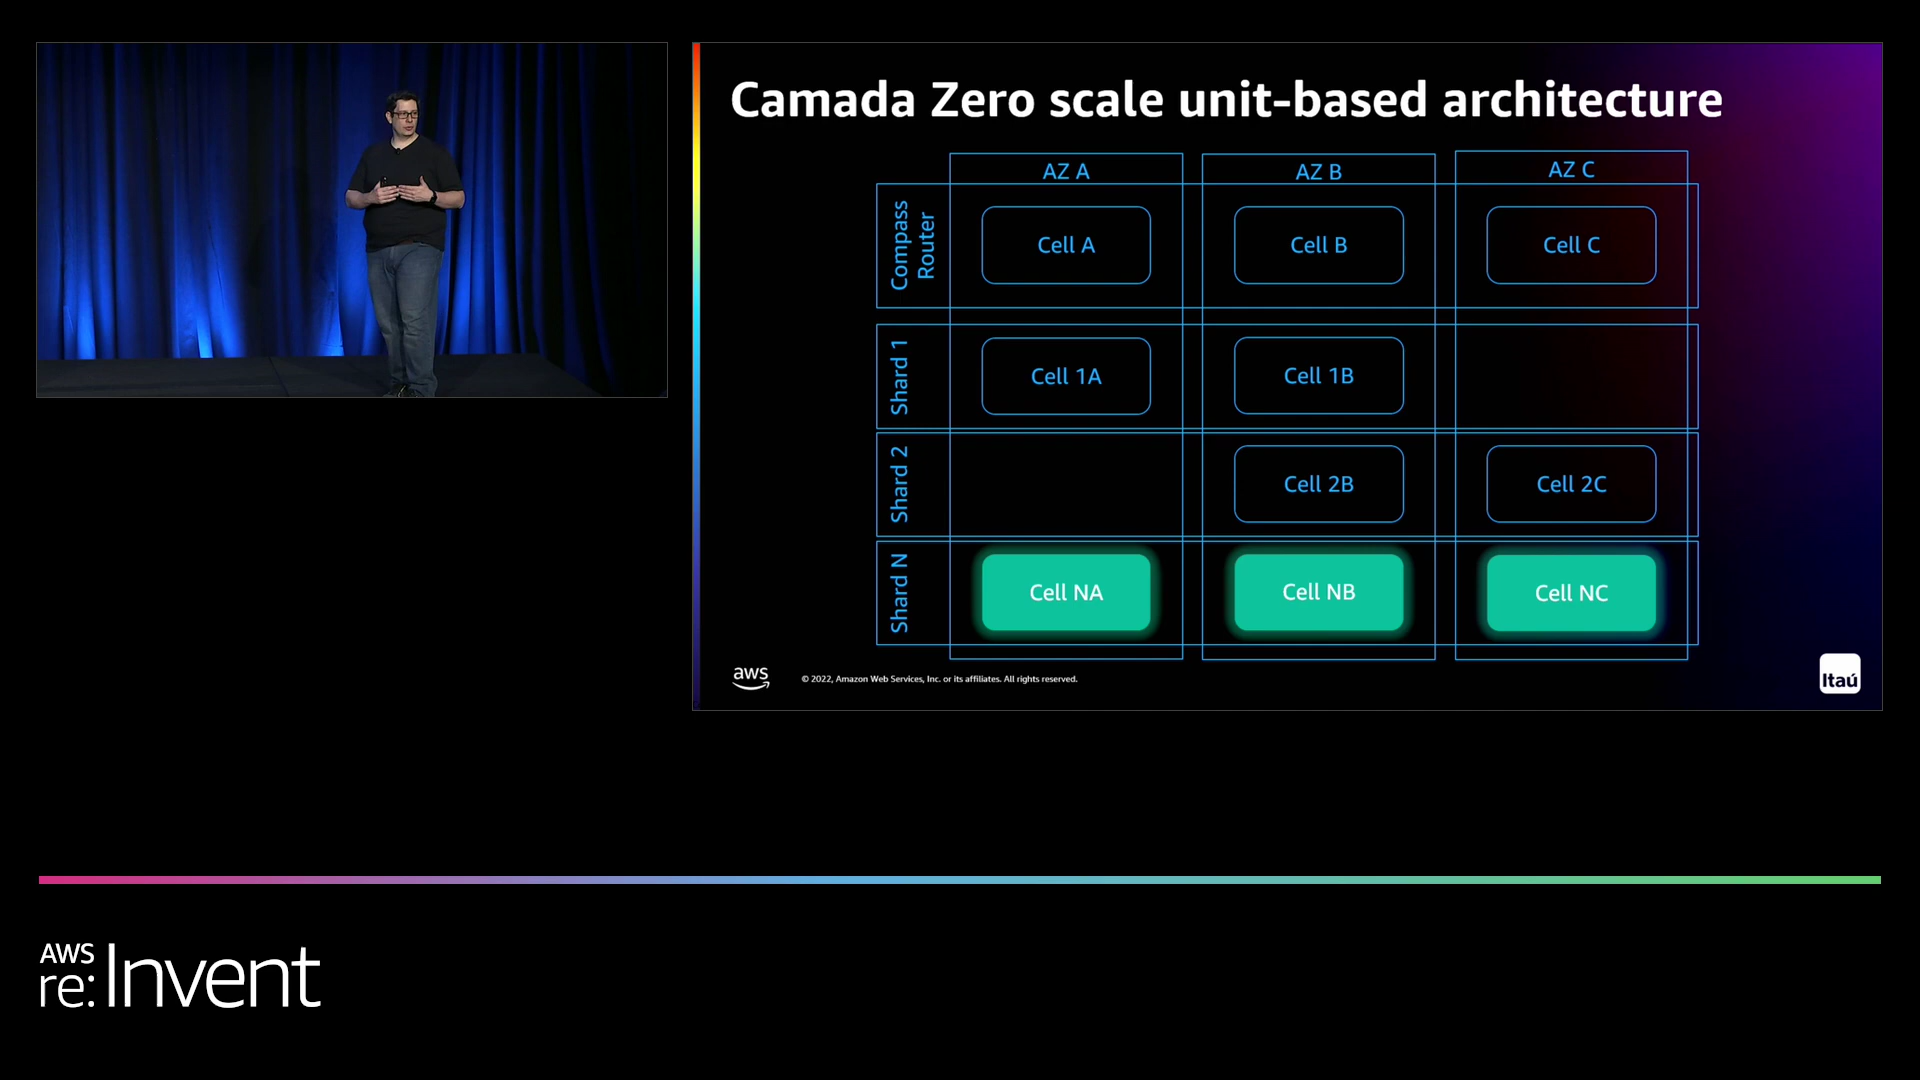 Camada Zero scale unit-based architecture
AZ A
AZ B
AZ C
Compass
Router
Cell A
Cell B
Cell C
Shard 1
Cell 1A
Cell 1B
Shard 2
Cell 2B
Cell 2C
Shard N
Cell NA
Cell NB
Cell NC
aws
© 2022, Amazon Web Services, Inc. or its affiliates. All rights reserved.
Itaú
AWS
re:Invent